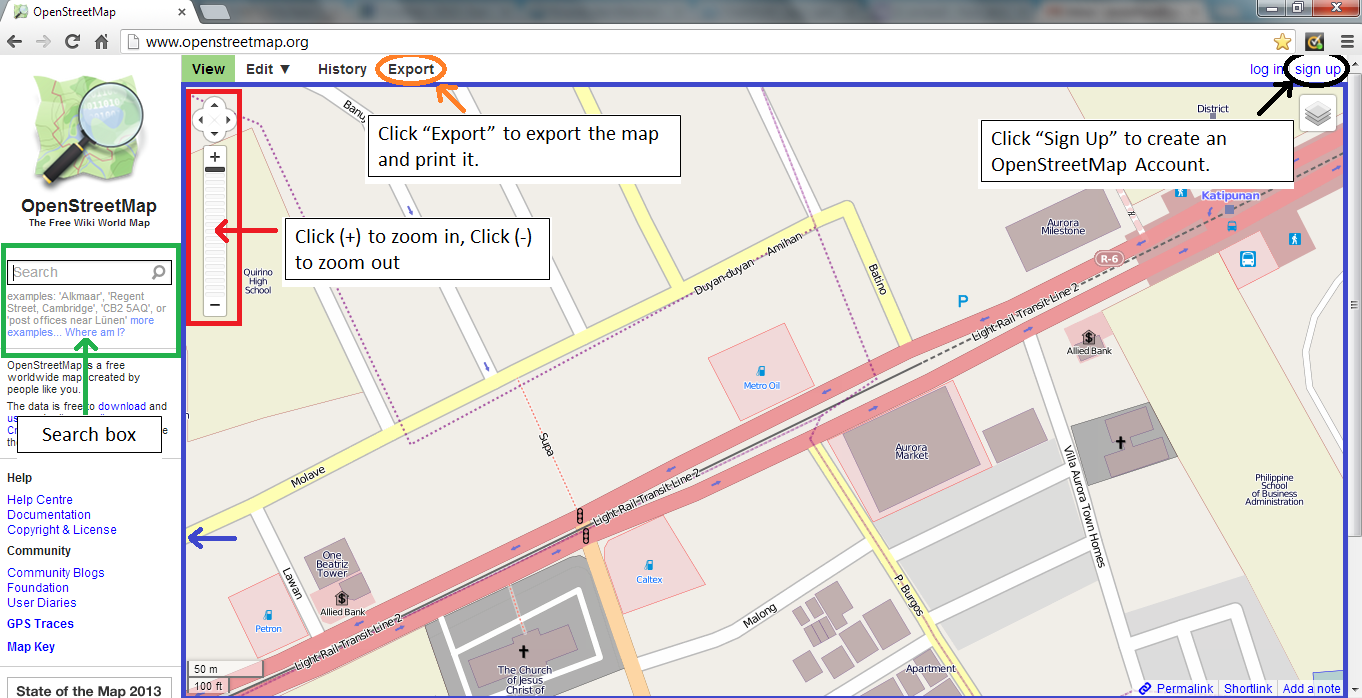 OpenStreetMap
www.openstreetmap.org
View Edit ▼ History Export
log in sign up
Click “Export” to export the map
and print it.
Click “Sign Up” to create an
OpenStreetMap Account.
Click (+) to zoom in, Click (-)
to zoom out
OpenStreetMap
The Free Wiki World Map
Search
examples: 'Alkmaar', 'Regent
Street, Cambridge', 'CB2 5AQ', or
'post offices near Lünen' more
examples... Where am I?
OpenStreetMap is a free
worldwide map, created by
people like you.
The data is free to download and
Search box
Help
Help Centre
Documentation
Copyright & License
Community
Community Blogs
Foundation
User Diaries
GPS Traces
Map Key
State of the Map 2013
District
Katipunan
Aurora
Milestone
R-6
Quirino
High
School
Duyan-duyan
Amihan
Batino
P
Light-Rail-Transit-Line-2
Allied Bank
Metro Oil
Aurora
Market
Supa
Molave
Light-Rail-Transit-Line-2
Villa Aurora Town Homes
Philippine
School
of Business
Administration
One
Beatriz
Tower
Lawan
Allied Bank
Petron
Caltex
P. Burgos
Malong
Light-Rail-Transit-Line-2
The Church
of Jesus
Christ of
Apartment
50 m
100 ft
Permalink Shortlink Add a note